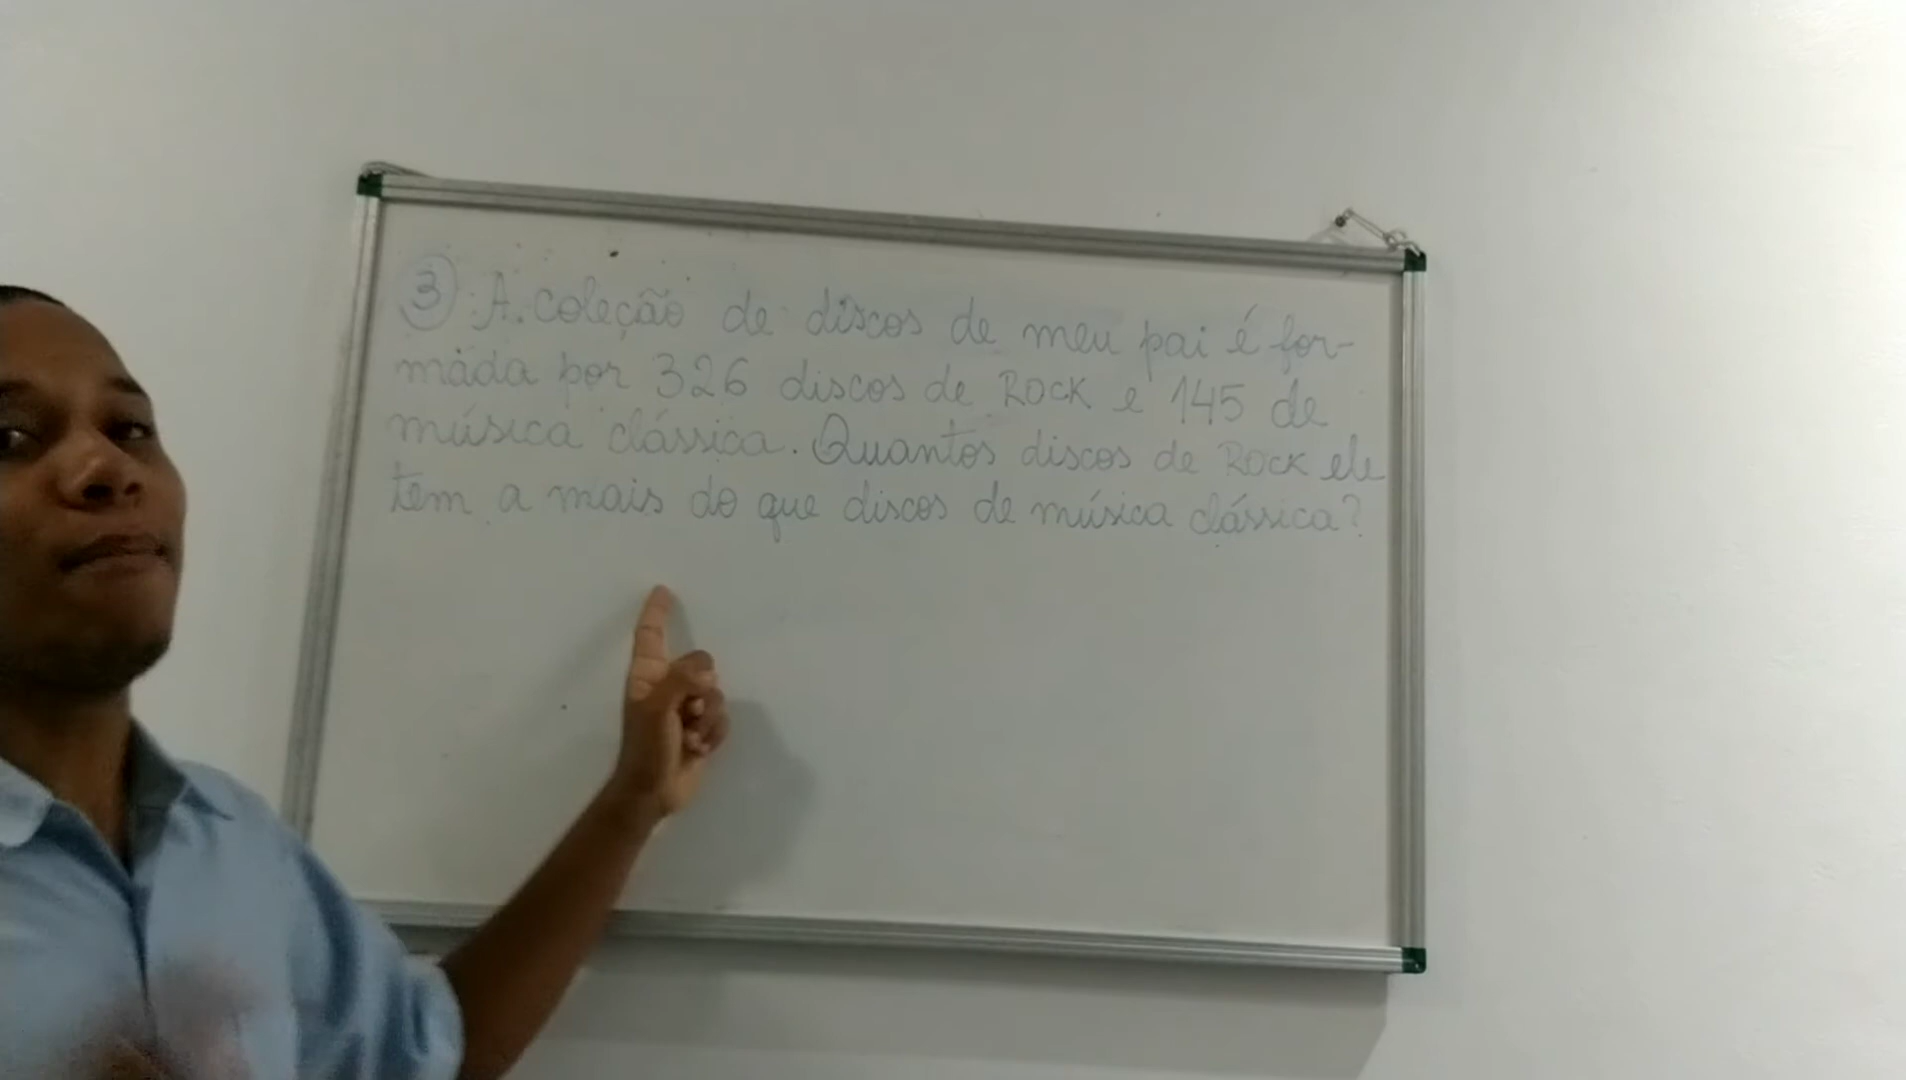 3 A coleção de discos de meu pai é for-
mada por 326 discos de ROCK e 145 de
música clássica. Quantos discos de ROCK ele
tem a mais do que discos de música clássica?